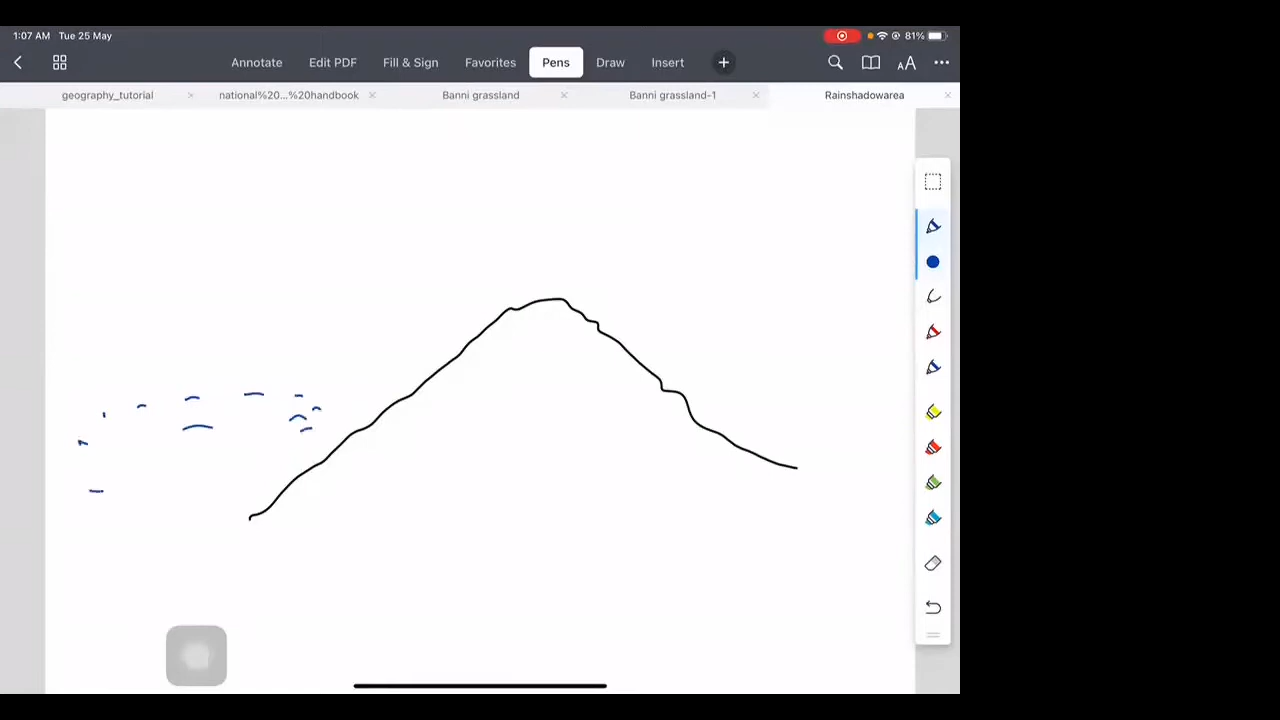 1:07 AM Tue 25 May 81%
Annotate Edit PDF Fill & Sign Favorites Pens Draw Insert AA
geography_tutorial national%20...%20handbook Banni grassland Banni grassland-1 Rainshadowarea